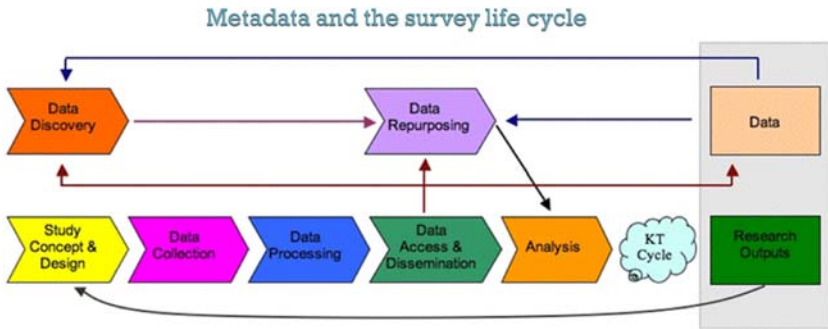 Metadata and the survey life cycle
Data
Discovery
Data
Repurposing
Data
Study
Concept &
Design
Data
Collection
Data
Processing
Data
Access &
Dissemination
Analysis
KT
Cycle
Research
Outputs